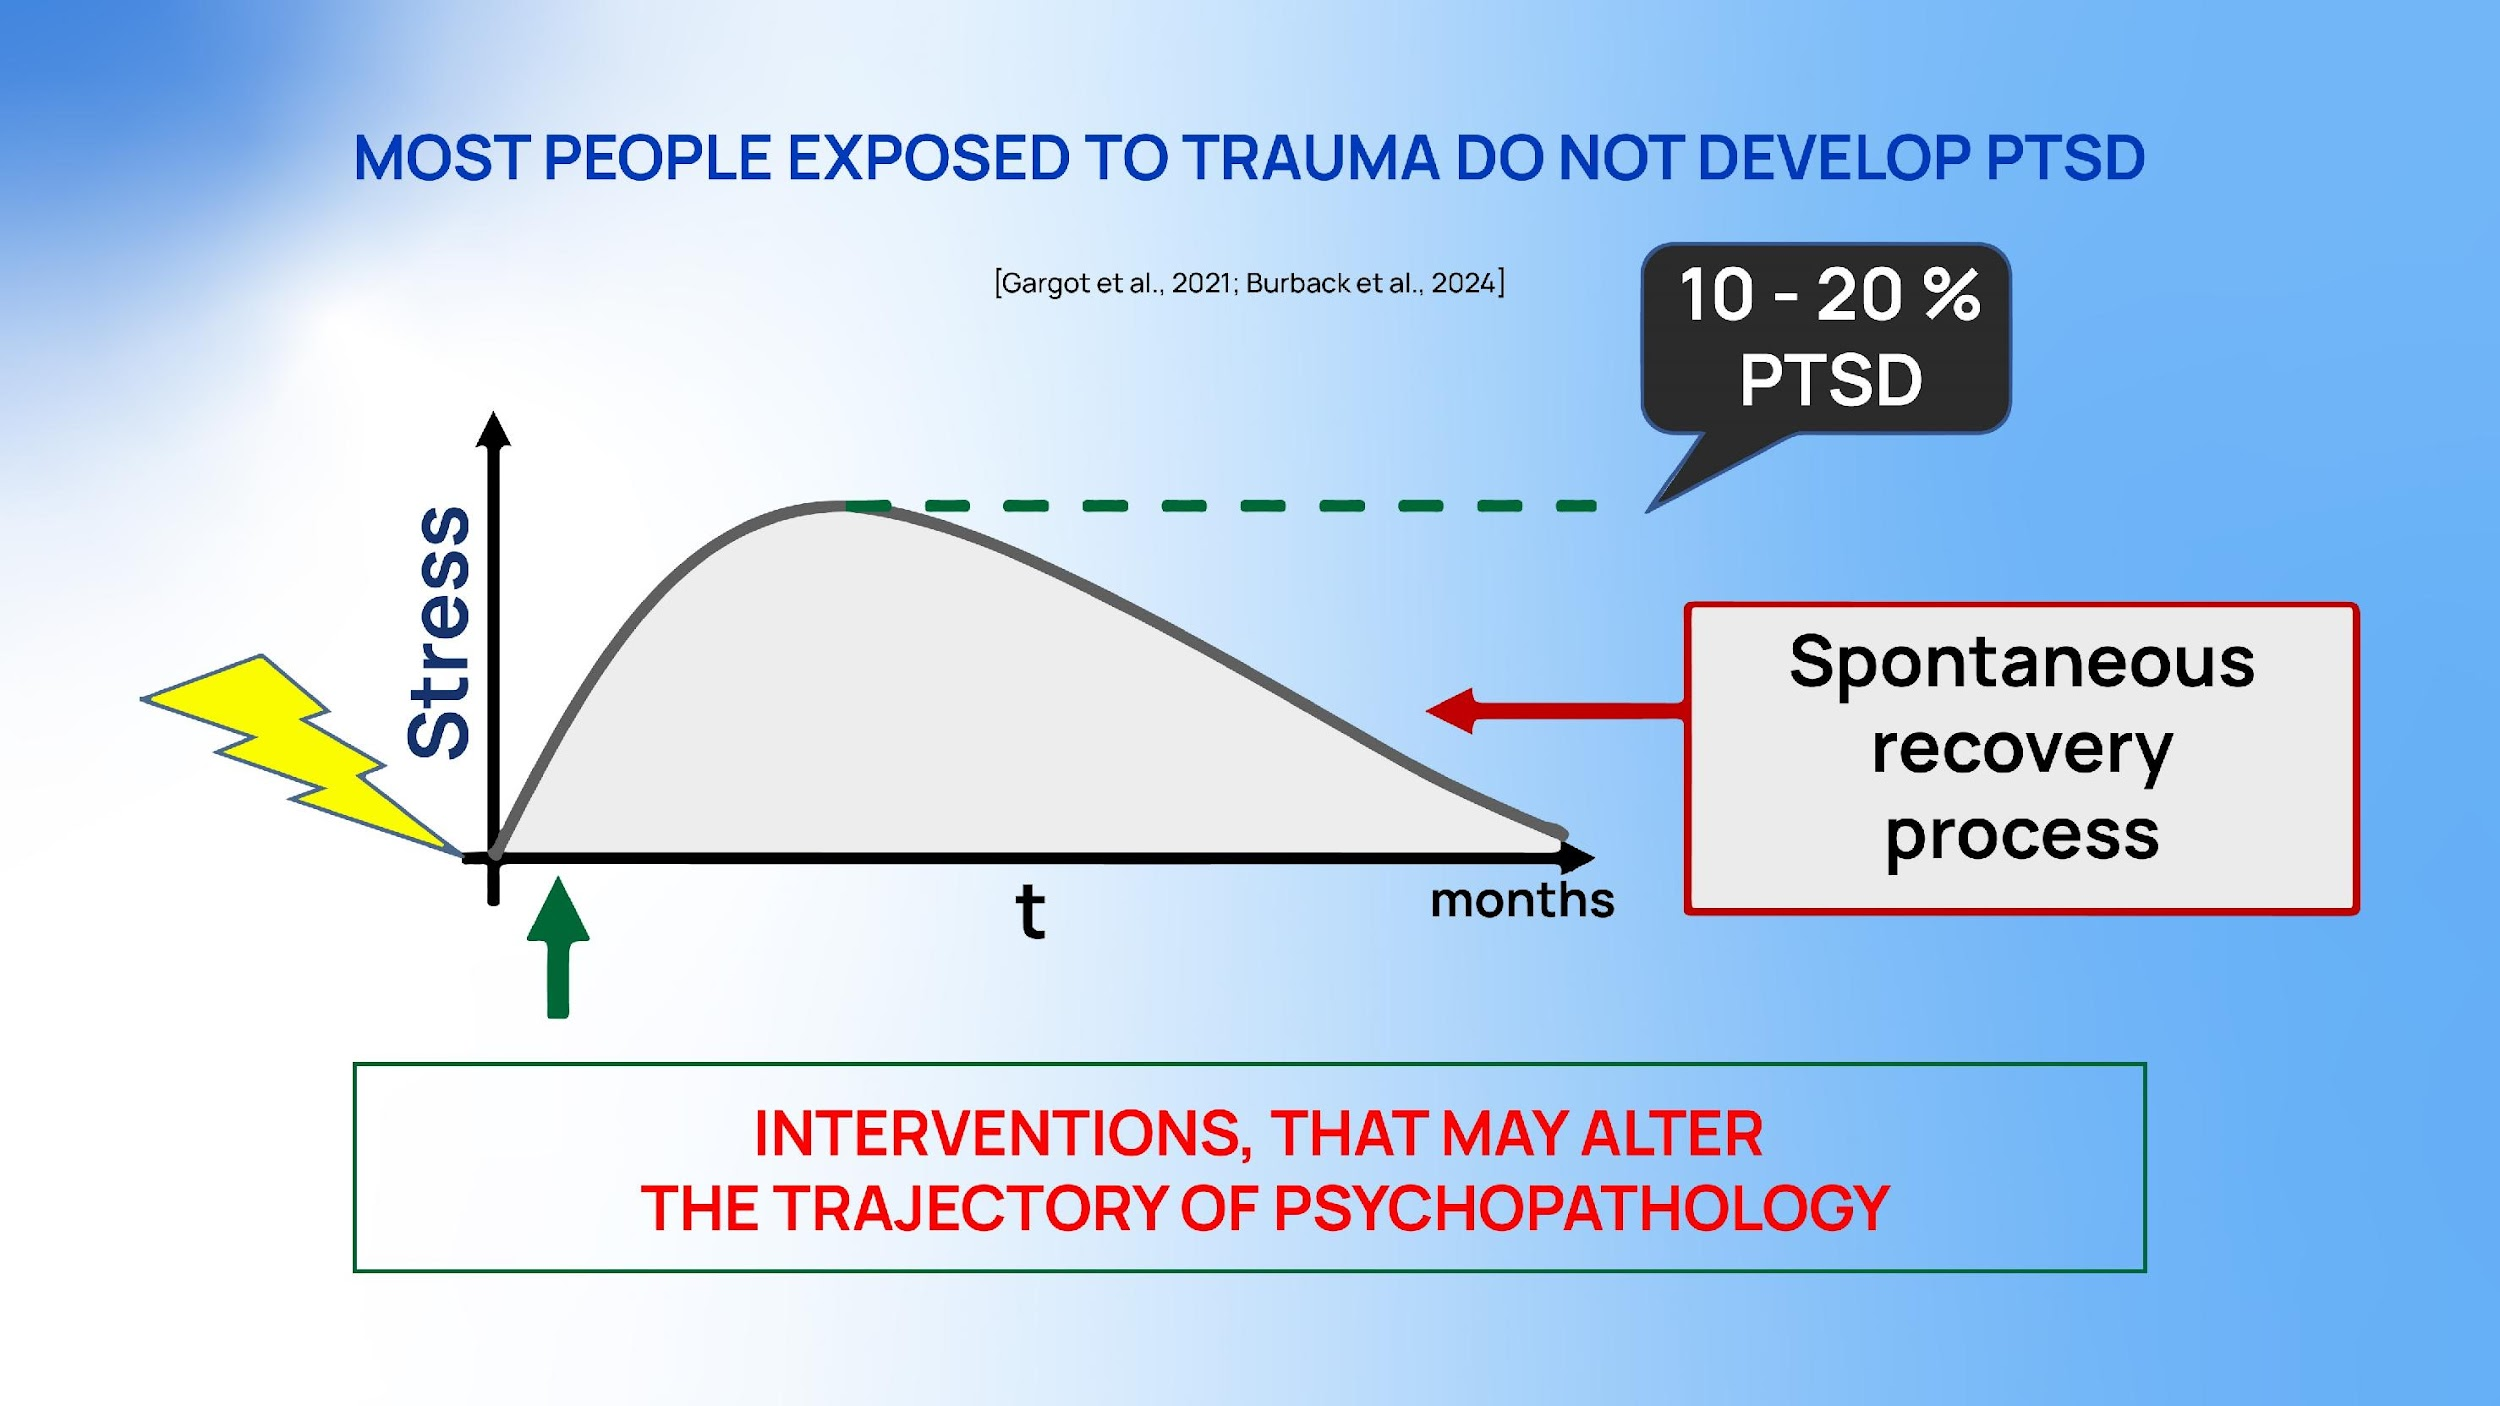 MOST PEOPLE EXPOSED TO TRAUMA DO NOT DEVELOP PTSD
[Gargot et al., 2021; Burback et al., 2024]
10 - 20 %
PTSD
Stress
Spontaneous
recovery
process
t
months
INTERVENTIONS, THAT MAY ALTER
THE TRAJECTORY OF PSYCHOPATHOLOGY